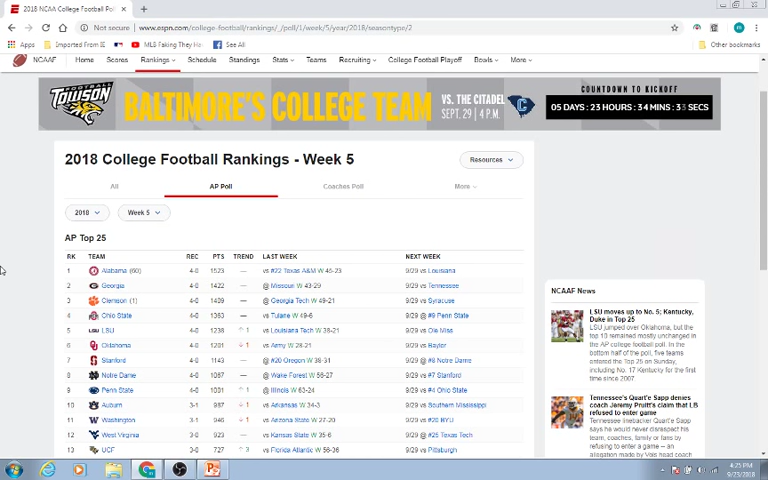 2018 NCAA College Football Pol
Not secure | www.espn.com/college-football/rankings/_/poll/1/week/5/year/2018/seasontype/2
Apps Imported From IE MLB Faking They Ha See All Other bookmarks
NCAAF Home Scores Rankings Schedule Standings Stats Teams Recruiting College Football Playoff Bowls More
FOOTBALL
TOWSON
BALTIMORE'S COLLEGE TEAM
VS. THE CITADEL
SEPT. 29 | 4 P.M.
COUNTDOWN TO KICKOFF
05 DAYS : 23 HOURS : 34 MINS : 33 SECS
2018 College Football Rankings - Week 5
Resources
All AP Poll Coaches Poll More
2018 Week 5
AP Top 25
RK TEAM REC PTS TREND LAST WEEK NEXT WEEK
1 Alabama (60) 4-0 1523 — vs #22 Texas A&M W 45-23 9/29 vs Louisiana
2 Georgia 4-0 1422 — @ Missouri W 43-29 9/29 vs Tennessee
3 Clemson (1) 4-0 1409 — @ Georgia Tech W 49-21 9/29 vs Syracuse
4 Ohio State 4-0 1363 — vs Tulane W 49-6 9/29 @ #9 Penn State
5 LSU LSU 4-0 1238 1 vs Louisiana Tech W 38-21 9/29 vs Ole Miss
6 Oklahoma 4-0 1201 1 vs Army W 28-21 9/29 vs Baylor
7 Stanford 4-0 1143 — @ #20 Oregon W 38-31 9/29 @ #8 Notre Dame
8 Notre Dame 4-0 1087 — @ Wake Forest W 56-27 9/29 vs #7 Stanford
9 Penn State 4-0 1031 1 @ Illinois W 63-24 9/29 vs #4 Ohio State
10 Auburn 3-1 987 1 vs Arkansas W 34-3 9/29 vs Southern Mississippi
11 Washington 3-1 946 1 vs Arizona State W 27-20 9/29 vs #20 BYU
12 West Virginia 3-0 923 — vs Kansas State W 35-6 9/29 @ #25 Texas Tech
13 UCF 3-0 727 3 vs Florida Atlantic W 56-36 9/29 vs Pittsburgh
NCAAF News
LSU moves up to No. 5; Kentucky,
Duke in Top 25
LSU jumped over Oklahoma, but the
top 10 remained mostly unchanged in
the AP college football poll. In the
bottom half of the poll, five teams
entered the Top 25 on Sunday,
including No. 17 Kentucky for the
first time since 2007.
Tennessee's Quart'e Sapp denies
coach Jeremy Pruitt's claim that LB
refused to enter game
Tennessee linebacker Quart'e Sapp
says he would never disrespect his
team, coaches, family or fans by
refusing to enter a game -- an
allegation made by Vols head coach
4:25 PM
9/23/2018